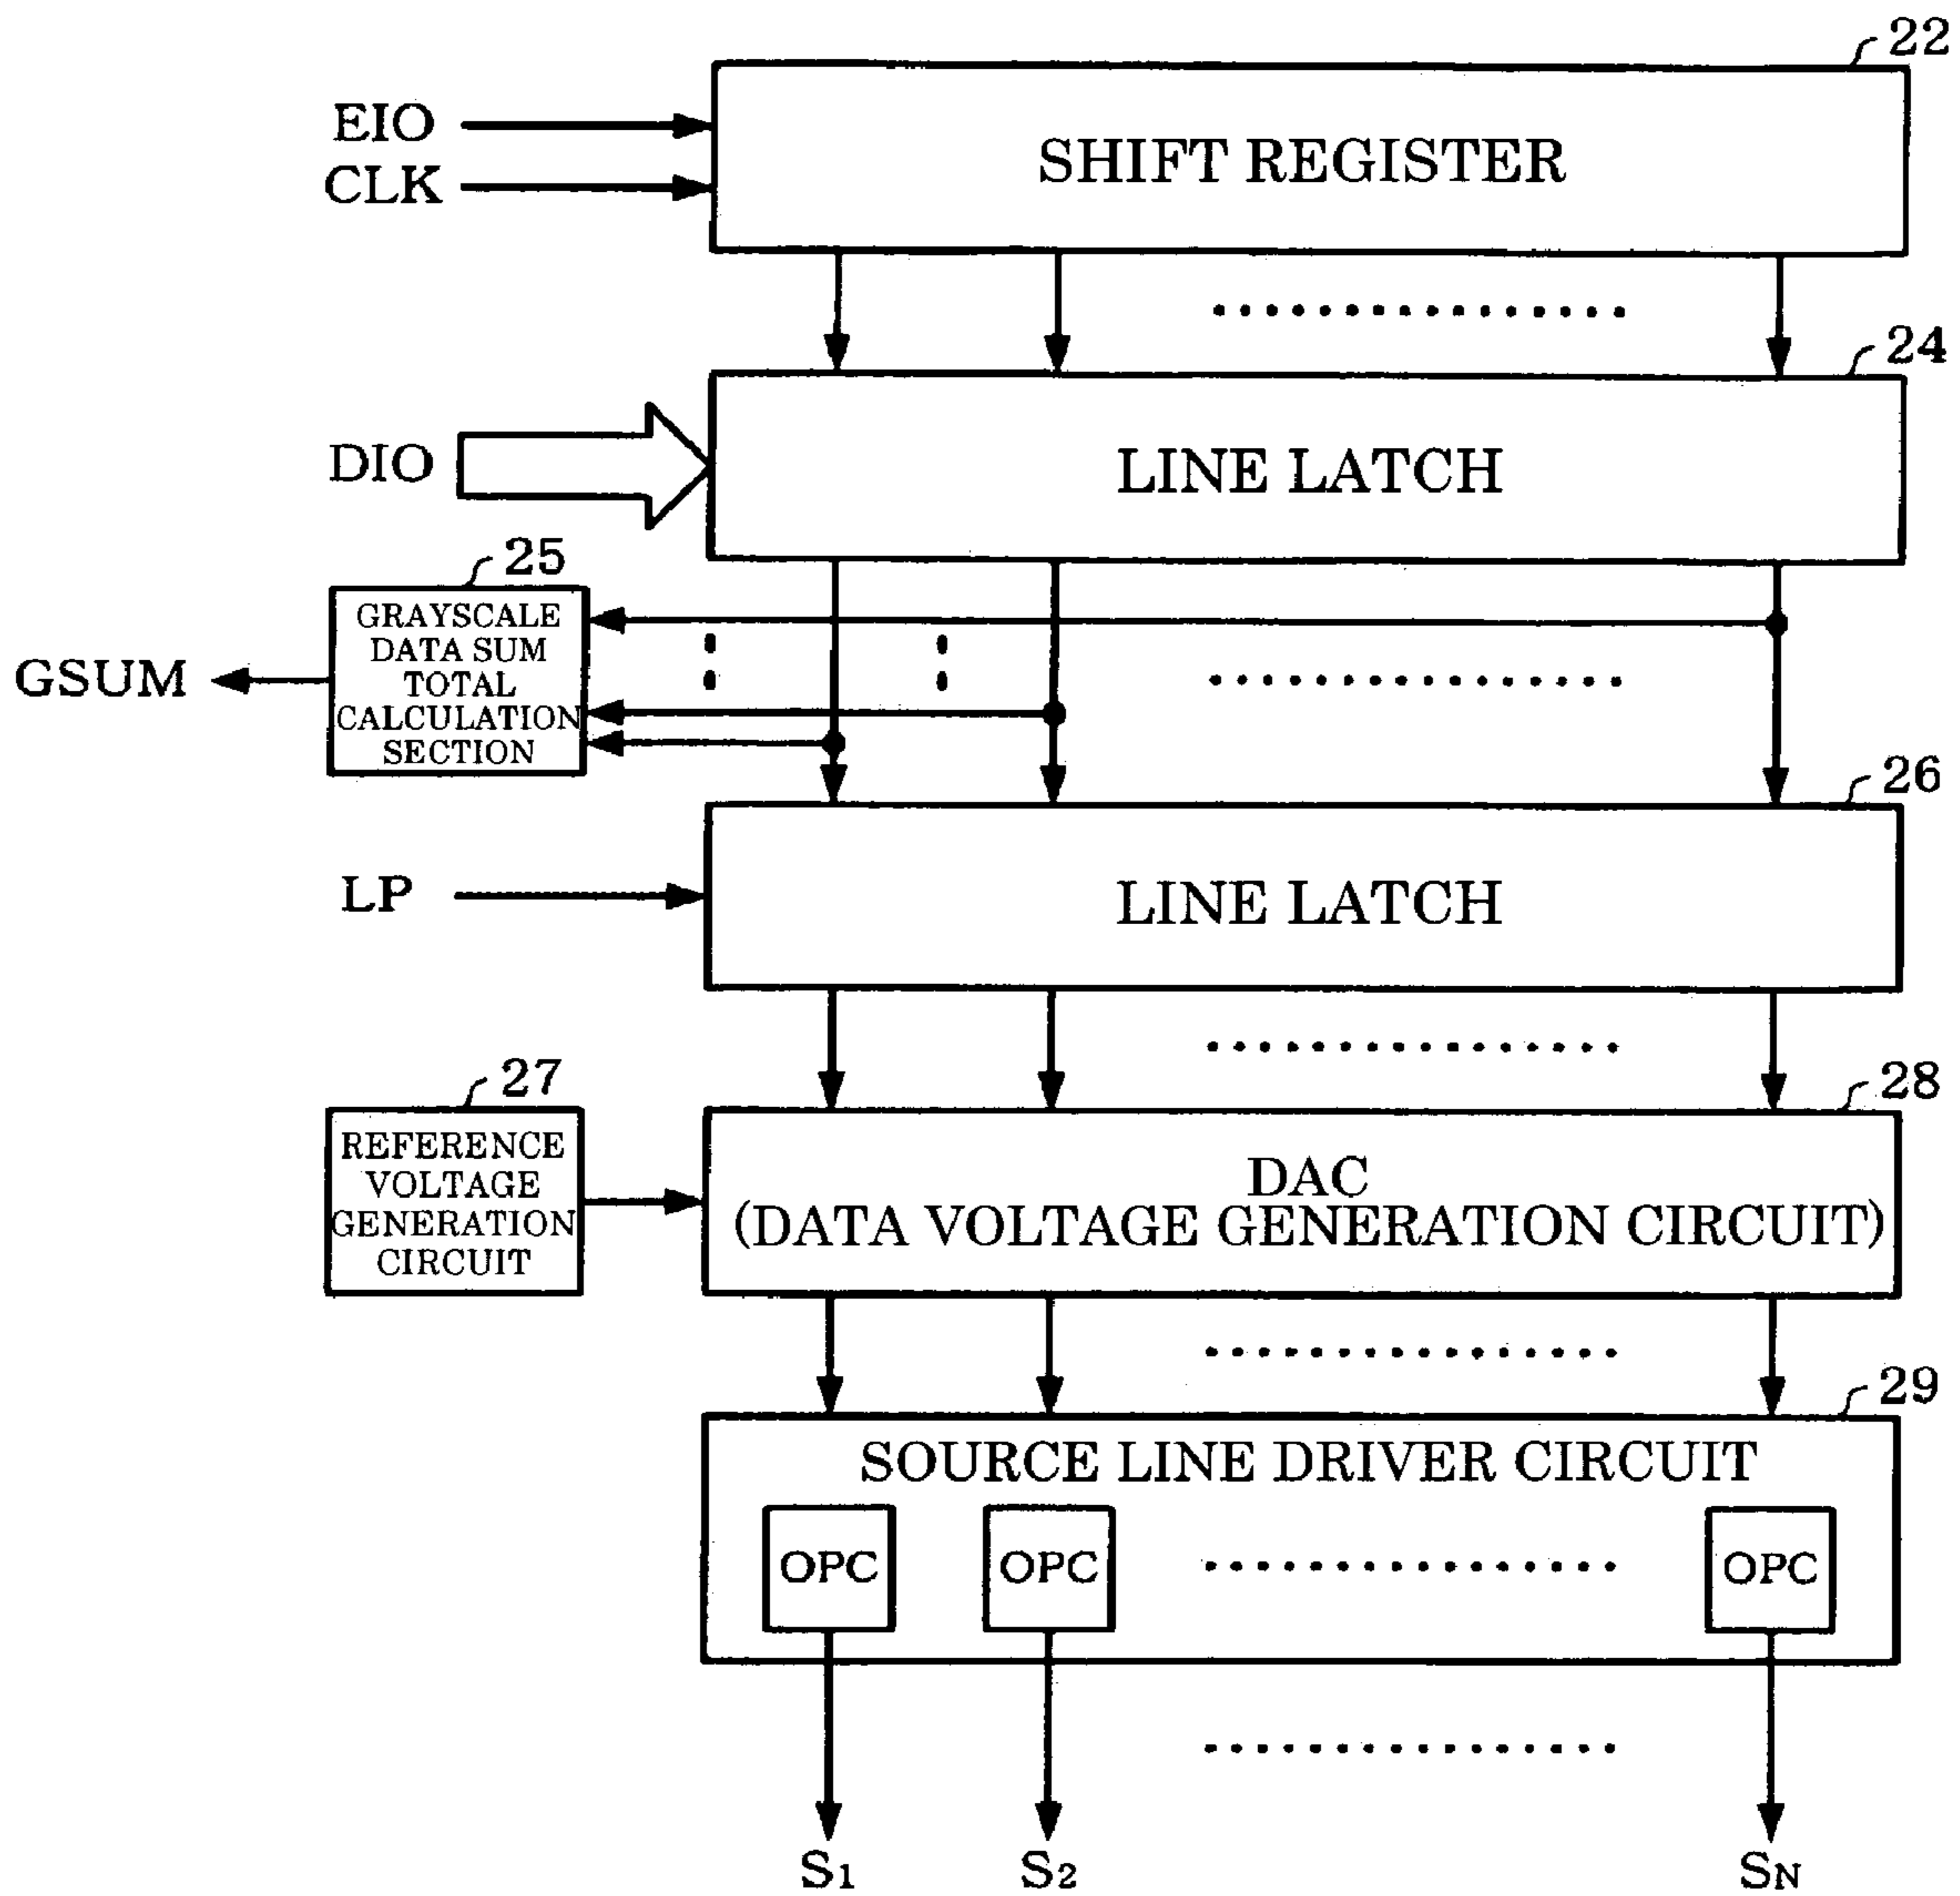 22
EIO
CLK
SHIFT REGISTER
24
DIO
LINE LATCH
25
GRAYSCALE
DATA SUM
TOTAL
CALCULATION
SECTION
GSUM
26
LP
LINE LATCH
27
REFERENCE
VOLTAGE
GENERATION
CIRCUIT
28
DAC
(DATA VOLTAGE GENERATION CIRCUIT)
29
SOURCE LINE DRIVER CIRCUIT
OPC OPC OPC
S1 S2 SN